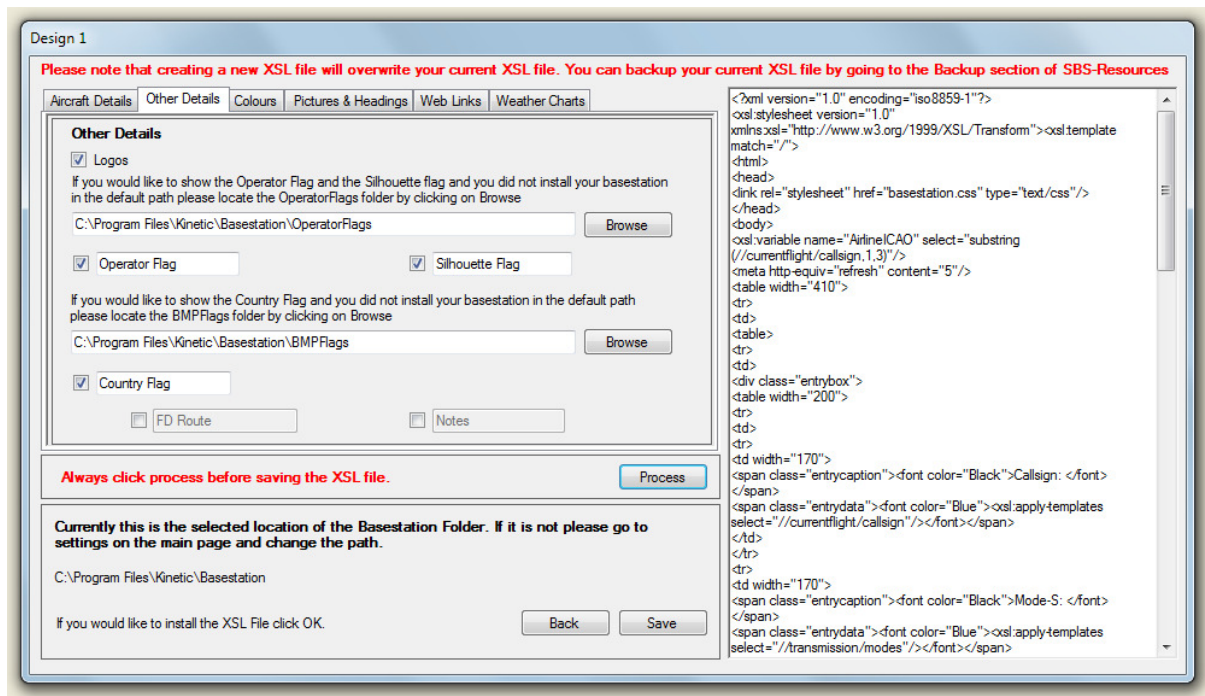 Design 1
Please note that creating a new XSL file will overwrite your current XSL file. You can backup your current XSL file by going to the Backup section of SBS-Resources
Aircraft Details
Other Details
Colours
Pictures & Headings
Web Links
Weather Charts
Other Details
Logos
If you would like to show the Operator Flag and the Silhouette flag and you did not install your basestation
in the default path please locate the OperatorFlags folder by clicking on Browse
C:\Program Files\Kinetic\Basestation\OperatorFlags
Browse
Operator Flag
Silhouette Flag
If you would like to show the Country Flag and you did not install your basestation in the default path
please locate the BMPFlags folder by clicking on Browse
C:\Program Files\Kinetic\Basestation\BMPFlags
Browse
Country Flag
FD Route
Notes
Always click process before saving the XSL file.
Process
Currently this is the selected location of the Basestation Folder. If it is not please go to
settings on the main page and change the path.
C:\Program Files\Kinetic\Basestation
If you would like to install the XSL File click OK.
Back
Save
<?xml version="1.0" encoding="iso8859-1"?>
<xsl:stylesheet version="1.0"
xmlns:xsl="http://www.w3.org/1999/XSL/Transform"><xsl:template
match="/">
<html>
<head>
<link rel="stylesheet" href="basestation.css" type="text/css"/>
</head>
<body>
<xsl:variable name="AirlineICAO" select="substring
(//currentflight/callsign,1,3)"/>
<meta http-equiv="refresh" content="5"/>
<table width="410">
<tr>
<td>
<table>
<tr>
<td>
<div class="entrybox">
<table width="200">
<tr>
<td>
<tr>
<td width="170">
<span class="entrycaption"><font color="Black">Callsign: </font>
</span>
<span class="entrydata"><font color="Blue"><xsl:apply-templates
select="//currentflight/callsign"/></font></span>
</td>
</tr>
<tr>
<td width="170">
<span class="entrycaption"><font color="Black">Mode-S: </font>
</span>
<span class="entrydata"><font color="Blue"><xsl:apply-templates
select="//transmission/modes"/></font></span>